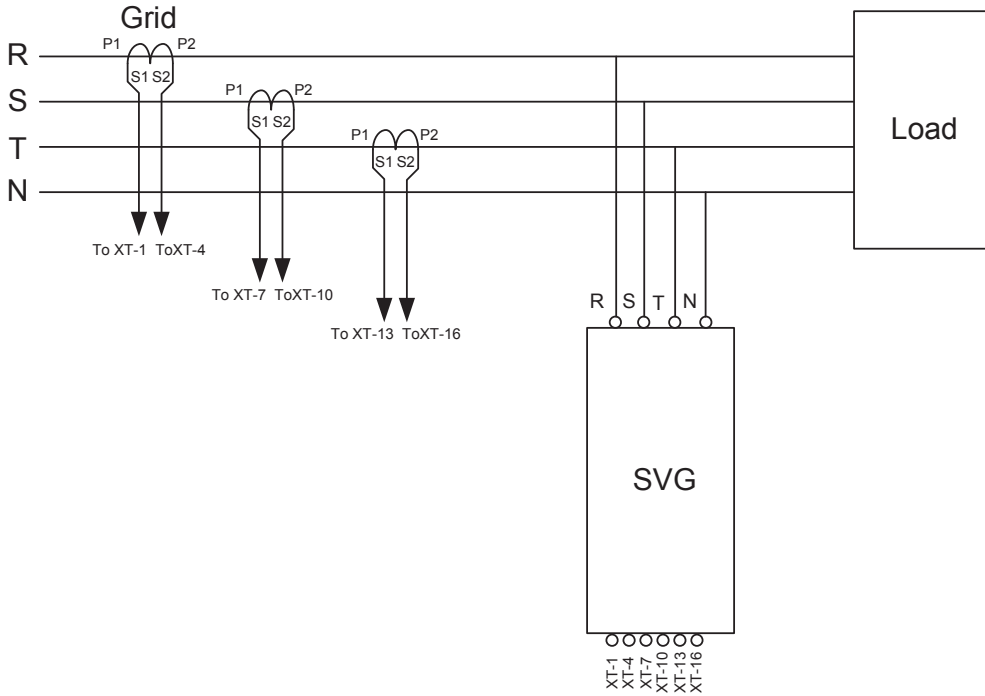 Grid
P1 P2
R
S1 S2
P1 P2
S
S1 S2
P1 P2
T
S1 S2
N
Load
To XT-1 ToXT-4
To XT-7 ToXT-10
To XT-13 ToXT-16
R S T N
SVG
XT-1
XT-4
XT-7
XT-10
XT-13
XT-16